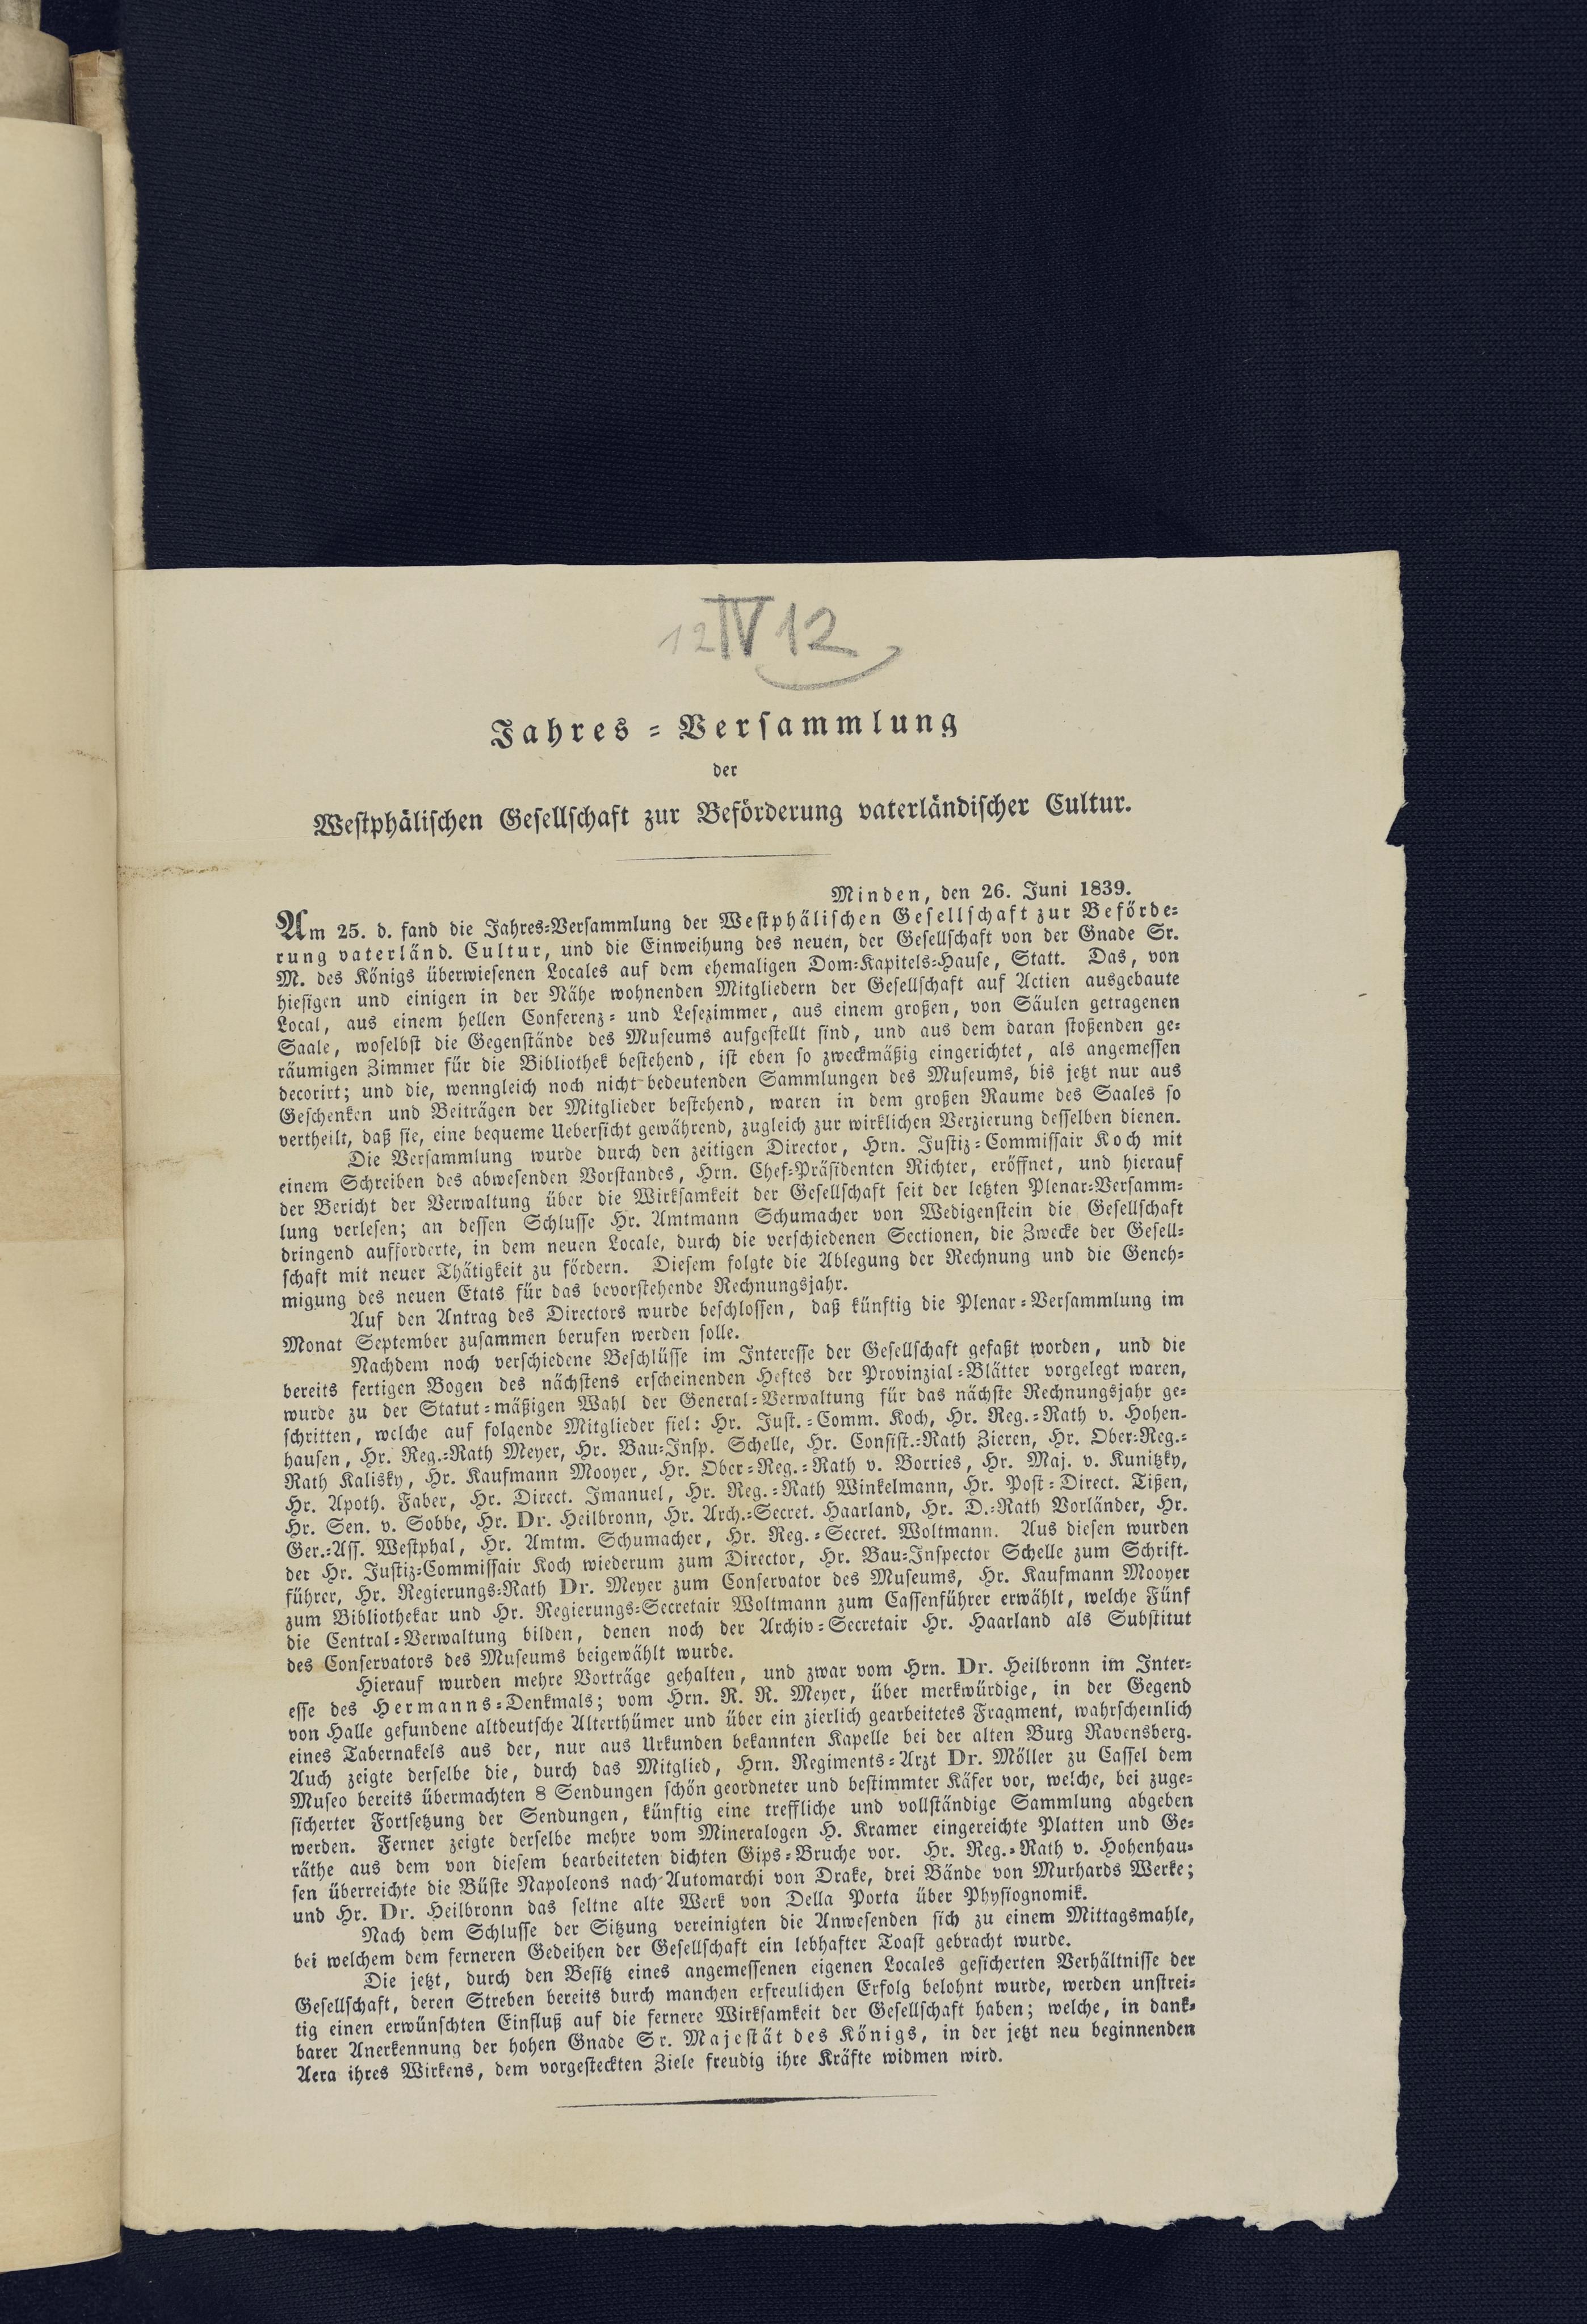 12 IV 12
Jahres=Versammlung
der
Westphälischen Gesellschaft zur Beförderung vaterländischer Cultur.
Minden, den 26. Juni 1839.
Am 25. d. fand die Jahres=Versammlung der Westphälischen Gesellschaft zur Beförde=
rung vaterländ. Cultur, und die Einweihung des neuen, der Gesellschaft von der Gnade Sr.
M. des Königs überwiesenen Locales auf dem ehemaligen Dom=Kapitels=Hause, Statt. Das, von
hiesigen und einigen in der Nähe wohnenden Mitgliedern der Gesellschaft auf Actien ausgebaute
Local, aus einem hellen Conferenz= und Lesezimmer, aus einem großen, von Säulen getragenen
Saale, woselbst die Gegenstände des Museums aufgestellt sind, und aus dem daran stoßenden ge=
räumigen Zimmer für die Bibliothek bestehend, ist eben so zweckmäßig eingerichtet, als angemessen
decorirt; und die, wenngleich noch nicht bedeutenden Sammlungen des Museums, bis jetzt nur aus
Geschenken und Beiträgen der Mitglieder bestehend, waren in dem großen Raume des Saales so
vertheilt, daß sie, eine bequeme Uebersicht gewährend, zugleich zur wirklichen Verzierung desselben dienen.
Die Versammlung wurde durch den zeitigen Director, Hrn. Justiz=Commissair Koch mit
einem Schreiben des abwesenden Vorstandes, Hrn. Chef=Präsidenten Richter, eröffnet, und hierauf
der Bericht der Verwaltung über die Wirksamkeit der Gesellschaft seit der letzten Plenar=Versamm=
lung verlesen; an dessen Schlusse Hr. Amtmann Schumacher von Wedigenstein die Gesellschaft
dringend aufforderte, in dem neuen Locale, durch die verschiedenen Sectionen, die Zwecke der Gesell=
schaft mit neuer Thätigkeit zu fördern. Diesem folgte die Ablegung der Rechnung und die Geneh=
migung des neuen Etats für das bevorstehende Rechnungsjahr.
Auf den Antrag des Directors wurde beschlossen, daß künftig die Plenar=Versammlung im
Monat September zusammen berufen werden solle.
Nachdem noch verschiedene Beschlüsse im Interesse der Gesellschaft gefaßt worden, und die
bereits fertigen Bogen des nächstens erscheinenden Heftes der Provinzial=Blätter vorgelegt waren,
wurde zu der Statut=mäßigen Wahl der General=Verwaltung für das nächste Rechnungsjahr ge=
schritten, welche auf folgende Mitglieder fiel: Hr. Just.=Comm. Koch, Hr. Reg.=Rath v. Hohen=
hausen, Hr. Reg.=Rath Meyer, Hr. Bau=Insp. Schelle, Hr. Consist.=Rath Zieren, Hr. Ober=Reg.=
Rath Kalisky, Hr. Kaufmann Mooyer, Hr. Ober=Reg.=Rath v. Borries, Hr. Maj. v. Kunitzky,
Hr. Apoth. Faber, Hr. Direct. Imanuel, Hr. Reg.=Rath Winkelmann, Hr. Post=Direct. Tißen,
Hr. Sen. v. Sobbe, Hr. Dr. Heilbronn, Hr. Arch.=Secret. Haarland, Hr. D.=Rath Vorländer, Hr.
Ger.=Ass. Westphal, Hr. Amtm. Schumacher, Hr. Reg.=Secret. Woltmann. Aus diesen wurden
der Hr. Justiz=Commissair Koch wiederum zum Director, Hr. Bau=Inspector Schelle zum Schrift=
führer, Hr. Regierungs=Rath Dr. Meyer zum Conservator des Museums, Hr. Kaufmann Mooyer
zum Bibliothekar und Hr. Regierungs=Secretair Woltmann zum Cassenführer erwählt, welche Fünf
die Central=Verwaltung bilden, denen noch der Archiv=Secretair Hr. Haarland als Substitut
des Conservators des Museums beigewählt wurde.
Hierauf wurden mehre Vorträge gehalten, und zwar vom Hrn. Dr. Heilbronn im Inter=
esse des Hermanns=Denkmals; vom Hrn. R. R. Meyer, über merkwürdige, in der Gegend
von Halle gefundene altdeutsche Alterthümer und über ein zierlich gearbeitetes Fragment, wahrscheinlich
eines Tabernakels aus der, nur aus Urkunden bekannten Kapelle bei der alten Burg Ravensberg.
Auch zeigte derselbe die, durch das Mitglied, Hrn. Regiments=Arzt Dr. Möller zu Cassel dem
Museo bereits übermachten 8 Sendungen schön geordneter und bestimmter Käfer vor, welche, bei zuge=
sicherter Fortsetzung der Sendungen, künftig eine treffliche und vollständige Sammlung abgeben
werden. Ferner zeigte derselbe mehre vom Mineralogen H. Kramer eingereichte Platten und Ge=
räthe aus dem von diesem bearbeiteten dichten Gips=Bruche vor. Hr. Reg.=Rath v. Hohenhau=
sen überreichte die Büste Napoleons nach Automarchi von Drake, drei Bände von Murhards Werke;
und Hr. Dr. Heilbronn das seltne alte Werk von Della Porta über Physiognomik.
Nach dem Schlusse der Sitzung vereinigten die Anwesenden sich zu einem Mittagsmahle,
bei welchem dem ferneren Gedeihen der Gesellschaft ein lebhafter Toast gebracht wurde.
Die jetzt, durch den Besitz eines angemessenen eigenen Locales gesicherten Verhältnisse der
Gesellschaft, deren Streben bereits durch manchen erfreulichen Erfolg belohnt wurde, werden unstrei=
tig einen erwünschten Einfluß auf die fernere Wirksamkeit der Gesellschaft haben; welche, in dank=
barer Anerkennung der hohen Gnade Sr. Majestät des Königs, in der jetzt neu beginnenden
Aera ihres Wirkens, dem vorgesteckten Ziele freudig ihre Kräfte widmen wird.